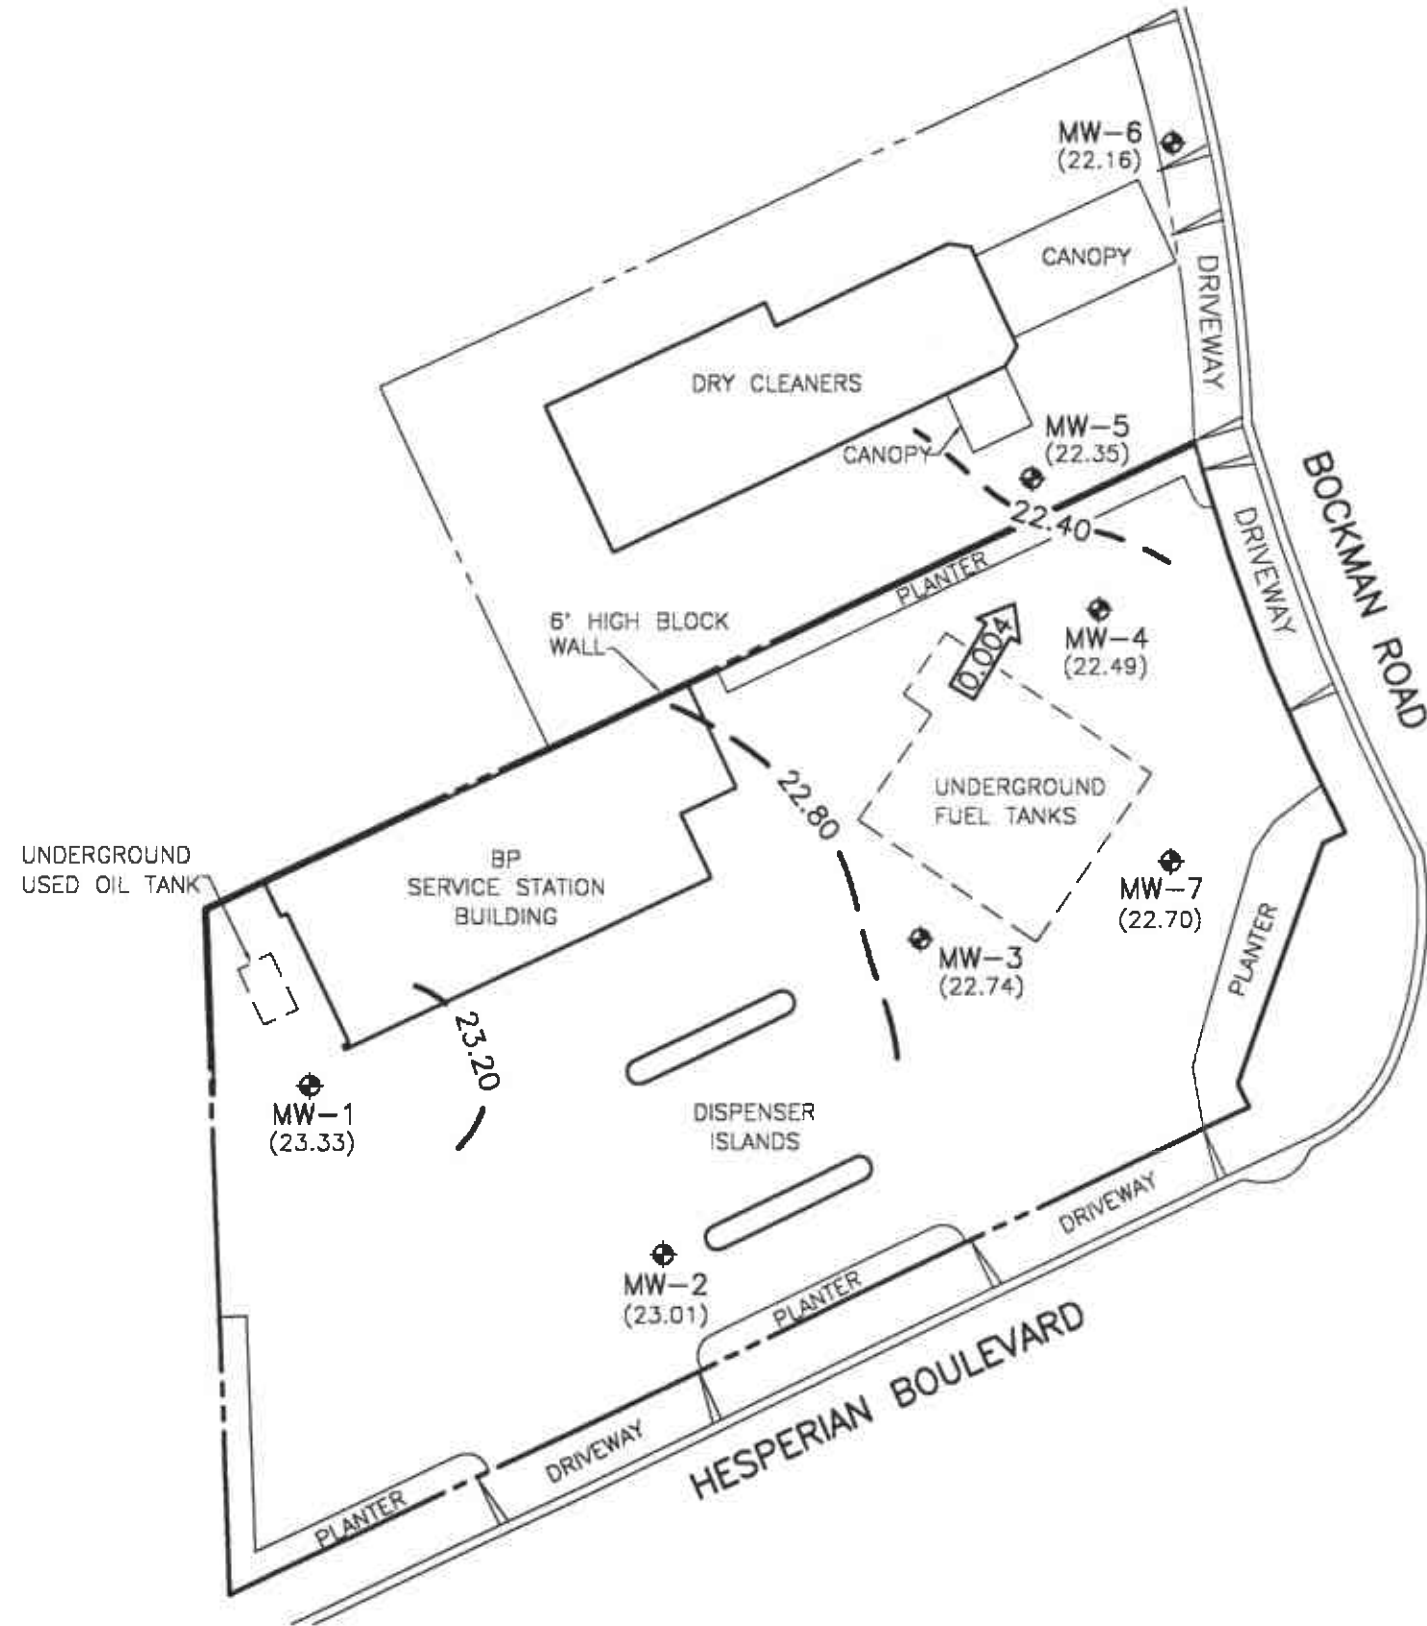 MW-6
(22.16)
CANOPY
DRIVEWAY
DRY CLEANERS
MW-5
(22.35)
CANOPY
22.40
BOCKMAN ROAD
DRIVEWAY
PLANTER
6' HIGH BLOCK
WALL
0.004
MW-4
(22.49)
22.80
UNDERGROUND
FUEL TANKS
UNDERGROUND
USED OIL TANK
BP
SERVICE STATION
BUILDING
MW-7
(22.70)
PLANTER
MW-3
(22.74)
23.20
MW-1
(23.33)
DISPENSER
ISLANDS
DRIVEWAY
MW-2
(23.01)
PLANTER
HESPERIAN BOULEVARD
DRIVEWAY
PLANTER